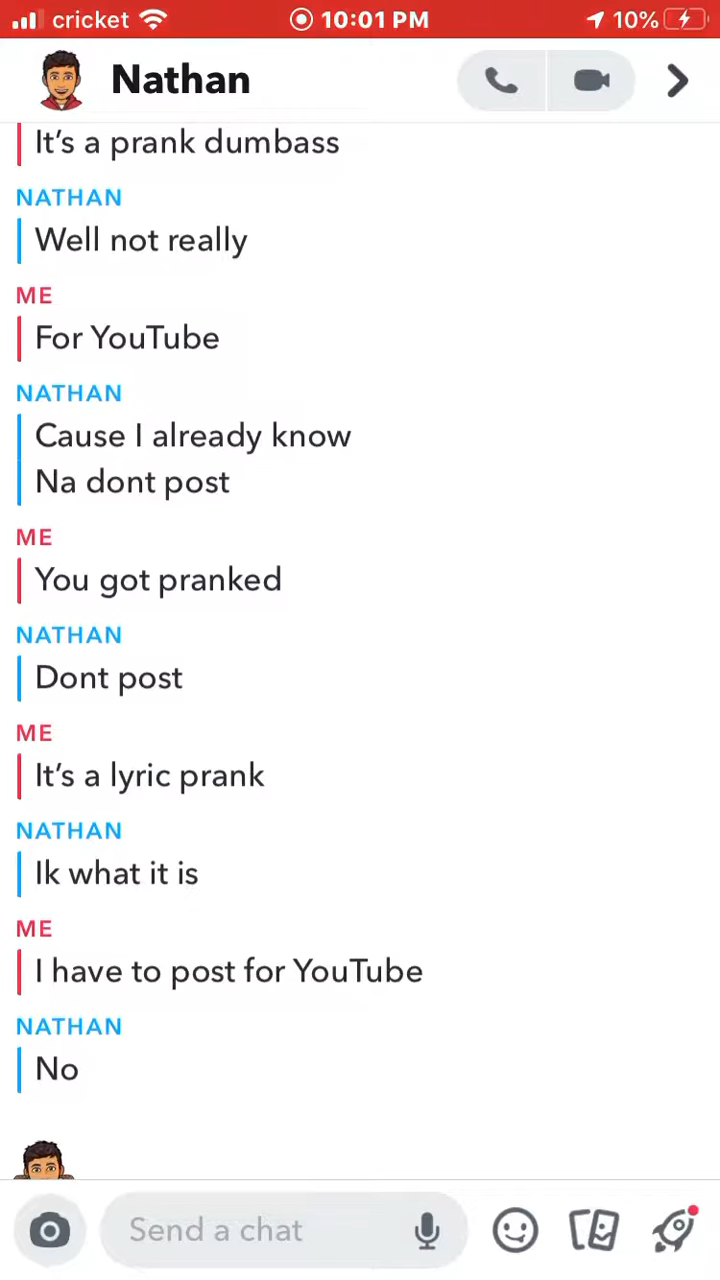 cricket 10:01 PM 10%
Nathan
It's a prank dumbass
NATHAN
Well not really
ME
For YouTube
NATHAN
Cause I already know
Na dont post
ME
You got pranked
NATHAN
Dont post
ME
It's a lyric prank
NATHAN
Ik what it is
ME
I have to post for YouTube
NATHAN
No
Send a chat